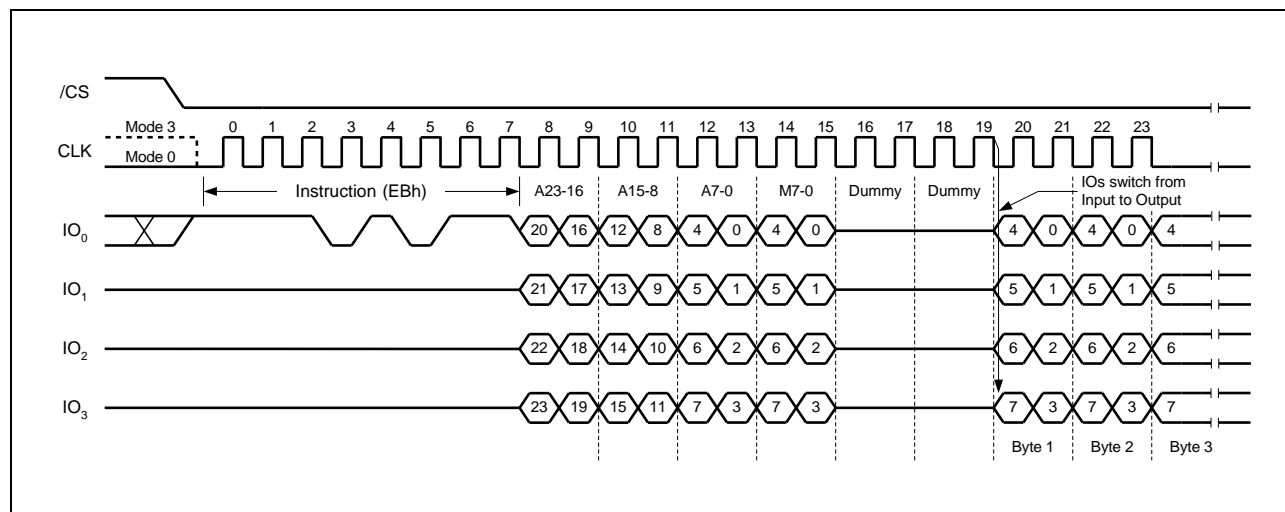 /CS
Mode 3 0 1 2 3 4 5 6 7 8 9 10 11 12 13 14 15 16 17 18 19 20 21 22 23
CLK
Mode 0
Instruction (EBh) A23-16 A15-8 A7-0 M7-0 Dummy Dummy
IOs switch from
Input to Output
IO0 20 16 12 8 4 0 4 0 4 0 4 0 4
IO1 21 17 13 9 5 1 5 1 5 1 5 1 5
IO2 22 18 14 10 6 2 6 2 6 2 6 2 6
IO3 23 19 15 11 7 3 7 3 7 3 7 3 7
Byte 1 Byte 2 Byte 3